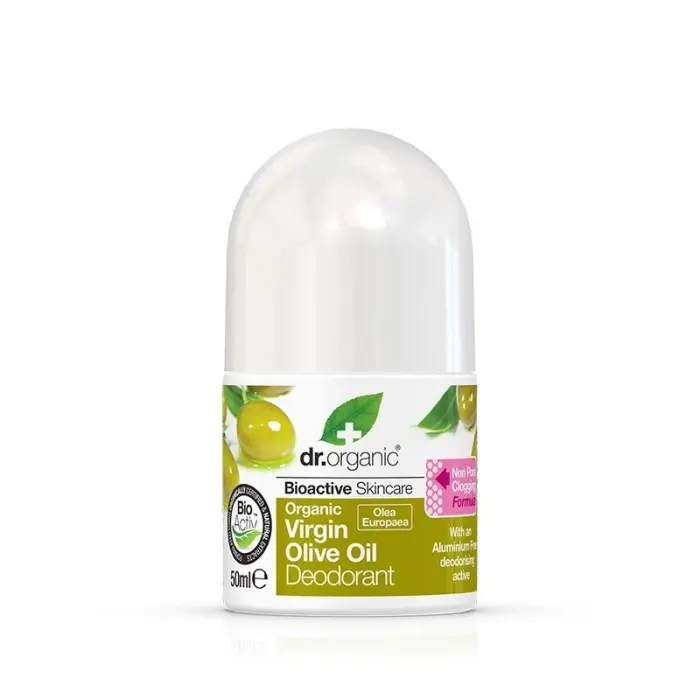 dr.organic®
Bioactive Skincare
Organic
Virgin
Olive Oil
Deodorant
Olea
Europaea
Bio
Activ
50ml℮
Non Pore
Clogging
Formula
With an
Aluminium Free
deodorising
active